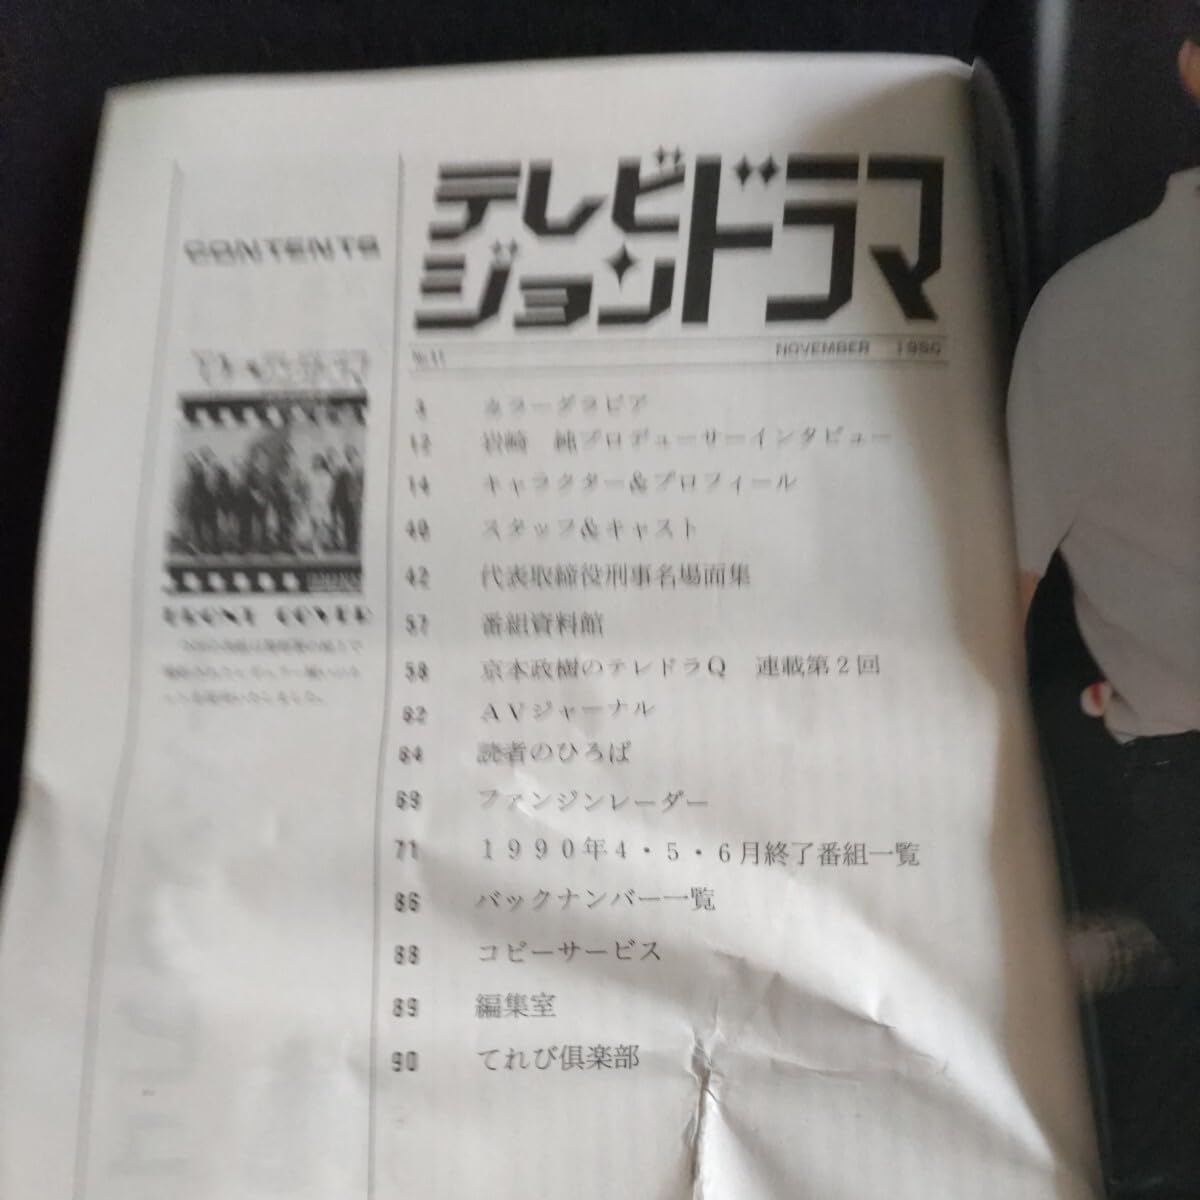 CONTENTS
テレビジョンドラマ
NOVEMBER 1990
3 カラーグラビア
12 岩崎 純プロデューサーインタビュー
14 キャラクター&プロフィール
40 スタッフ&キャスト
42 代表取締役刑事名場面集
57 番組資料館
58 京本政樹のテレドラQ 連載第2回
62 AVジャーナル
64 読者のひろば
69 ファンジンレーダー
71 1990年4・5・6月終了番組一覧
86 バックナンバー一覧
88 コピーサービス
89 編集室
90 てれび倶楽部
FRONT COVER